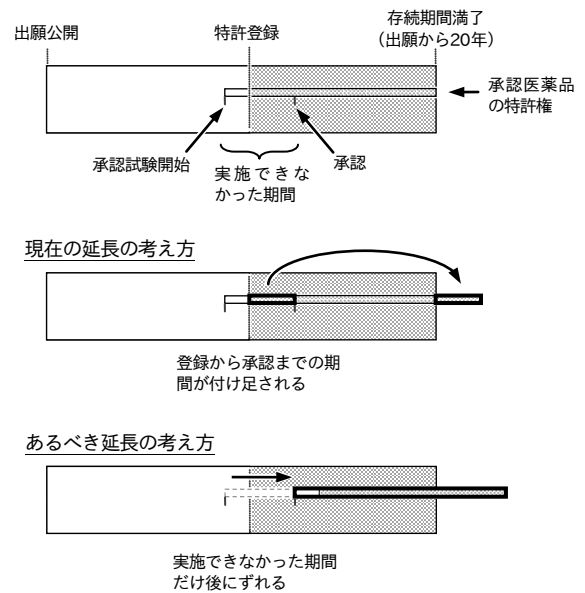 出願公開
特許登録
存続期間満了
（出願から20年）
承認医薬品
の特許権
承認試験開始
実施できな
かった期間
承認
現在の延長の考え方
登録から承認までの期
間が付け足される
あるべき延長の考え方
実施できなかった期間
だけ後にずれる